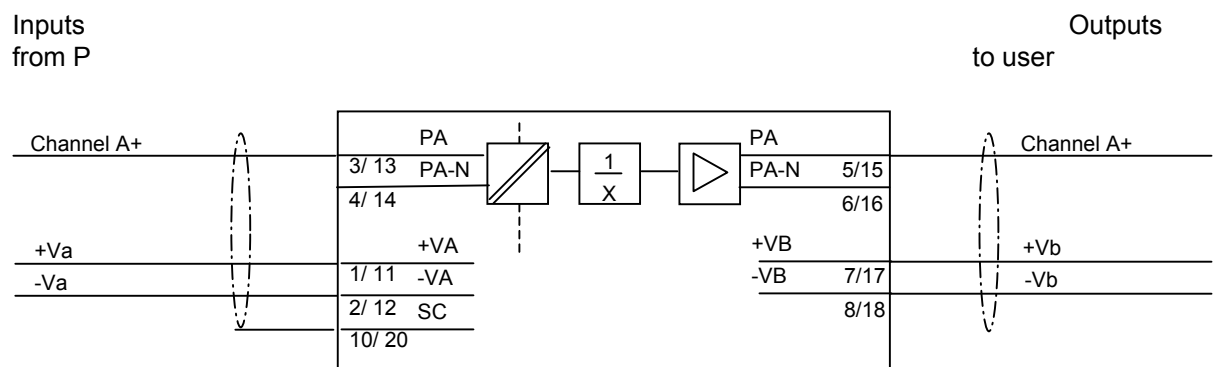 Inputs
from P
Outputs
to user
Channel A+
PA
PA
Channel A+
3/ 13
PA-N
1
X
PA-N
5/15
4/ 14
6/16
+Va
+VA
+VB
+Vb
1/ 11
-VA
-VB
7/17
-Va
-Vb
2/ 12
SC
8/18
10/ 20